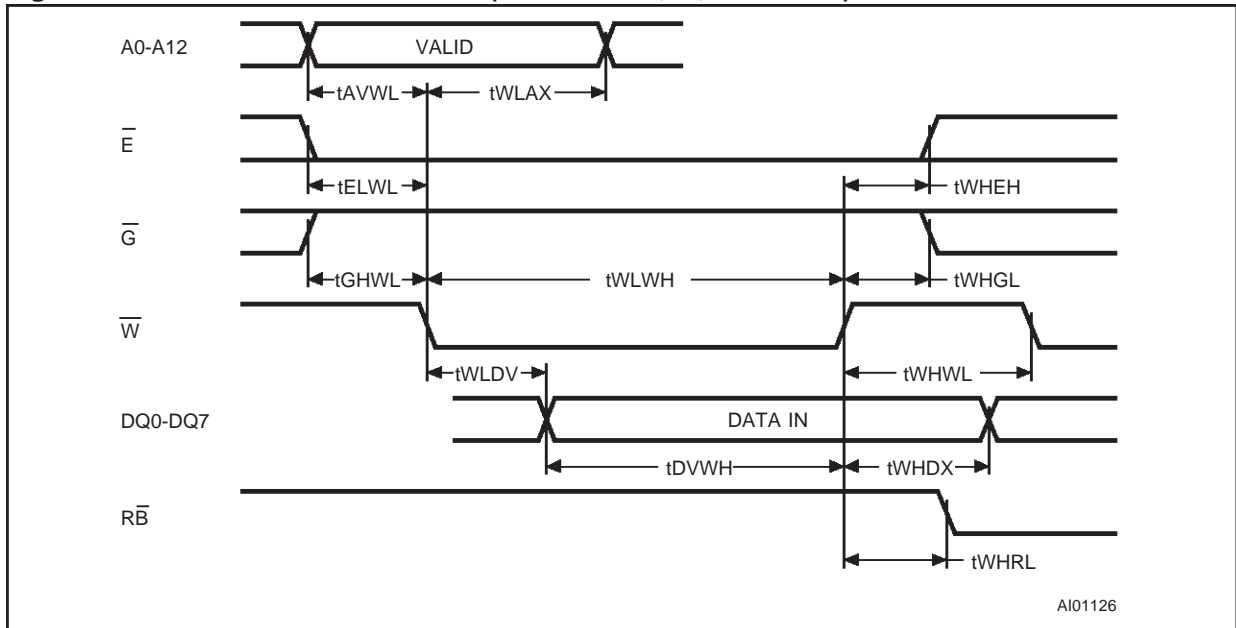 A0-A12 VALID
tAVWL tWLAX
E̅
tELWL tWHEH
G̅
tGHWL tWLWH tWHGL
W̅
tWLDV tWHWL
DQ0-DQ7 DATA IN
tDVWH tWHDX
RB̅
tWHRL
AI01126